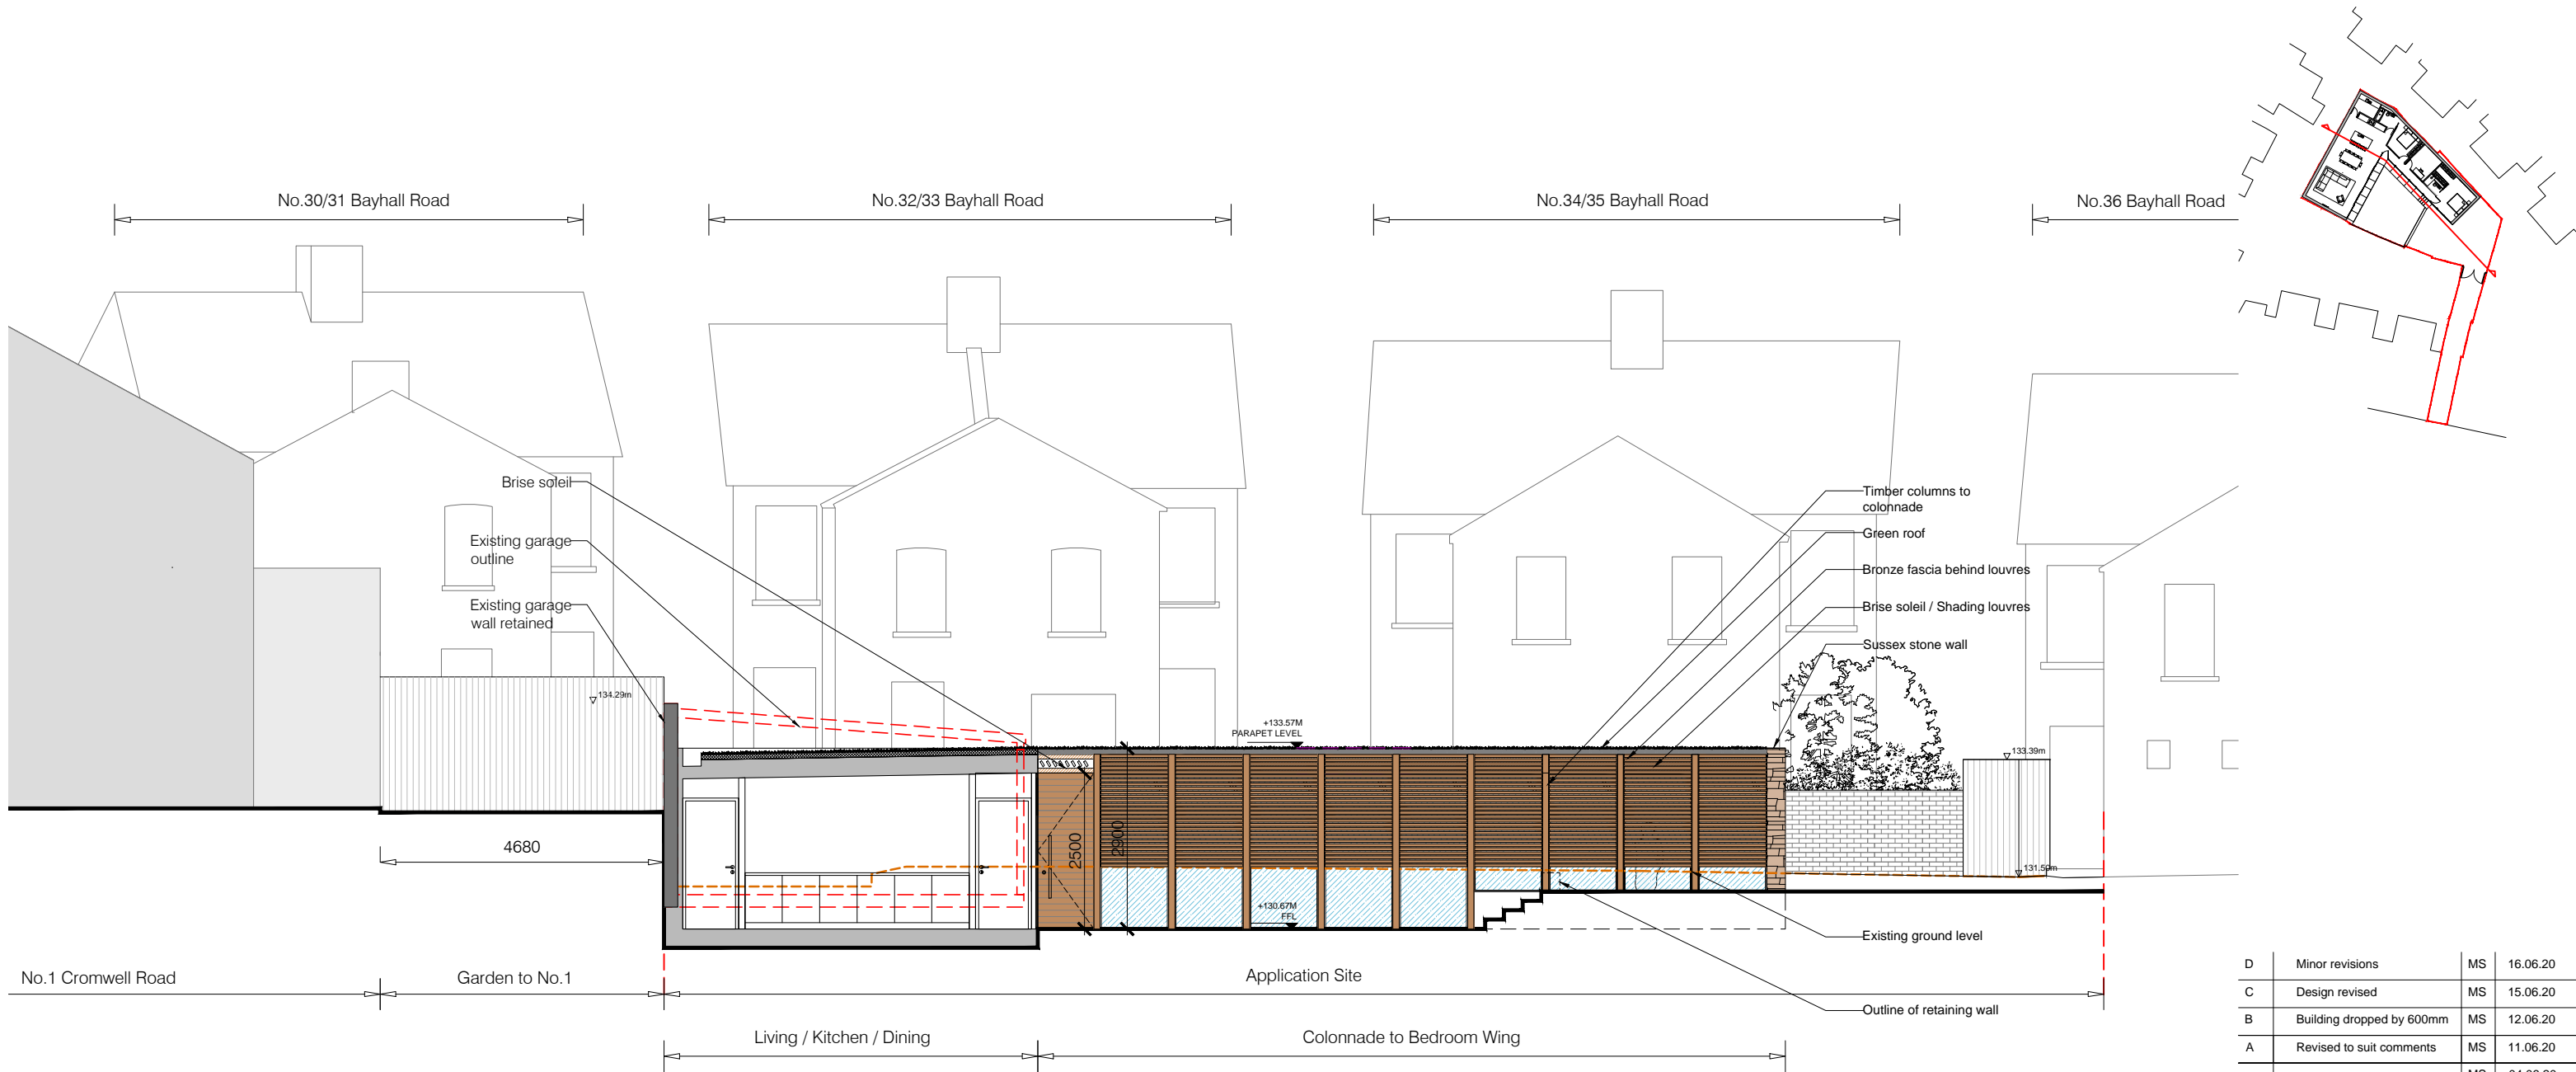 No.30/31 Bayhall Road
No.32/33 Bayhall Road
No.34/35 Bayhall Road
No.36 Bayhall Road
Brise soleil
Existing garage
outline
Existing garage
wall retained
Timber columns to
colonnade
Green roof
Bronze fascia behind louvres
Brise soleil / Shading louvres
Sussex stone wall
134.29m
+133.57M
PARAPET LEVEL
133.39m
4680
2500
2900
131.50m
+130.67M
FFL
Existing ground level
Outline of retaining wall
No.1 Cromwell Road
Garden to No.1
Application Site
Living / Kitchen / Dining
Colonnade to Bedroom Wing
D Minor revisions MS 16.06.20
C Design revised MS 15.06.20
B Building dropped by 600mm MS 12.06.20
A Revised to suit comments MS 11.06.20